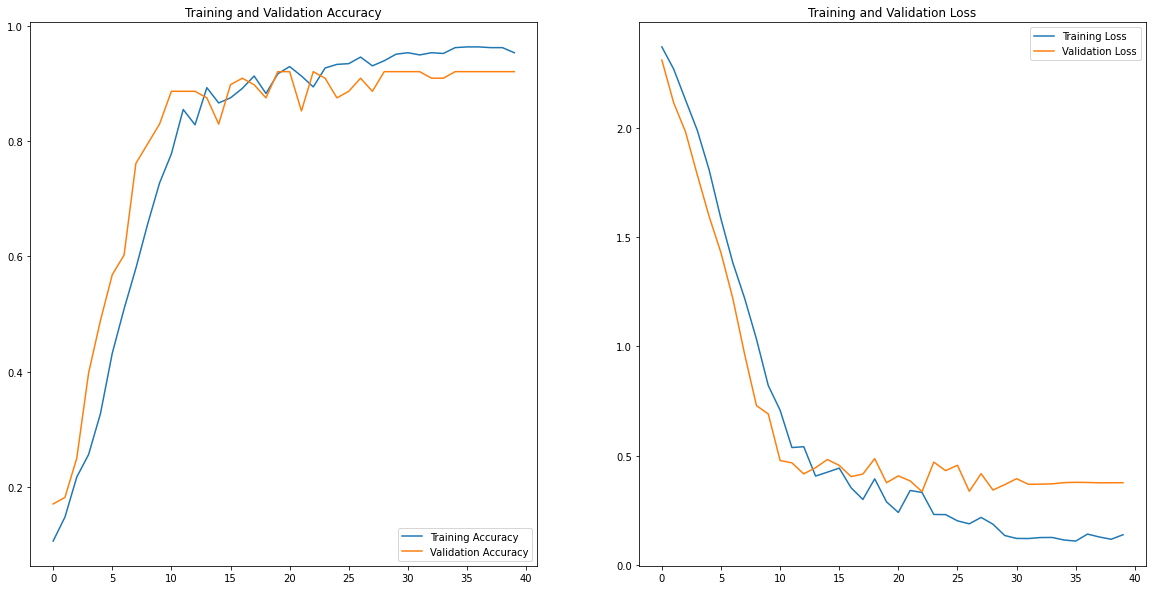 Training and Validation Accuracy
1.0
0.8
0.6
0.4
0.2
Training Accuracy
Validation Accuracy
0 5 10 15 20 25 30 35 40
Training and Validation Loss
Training Loss
Validation Loss
2.0
1.5
1.0
0.5
0.0
0 5 10 15 20 25 30 35 40